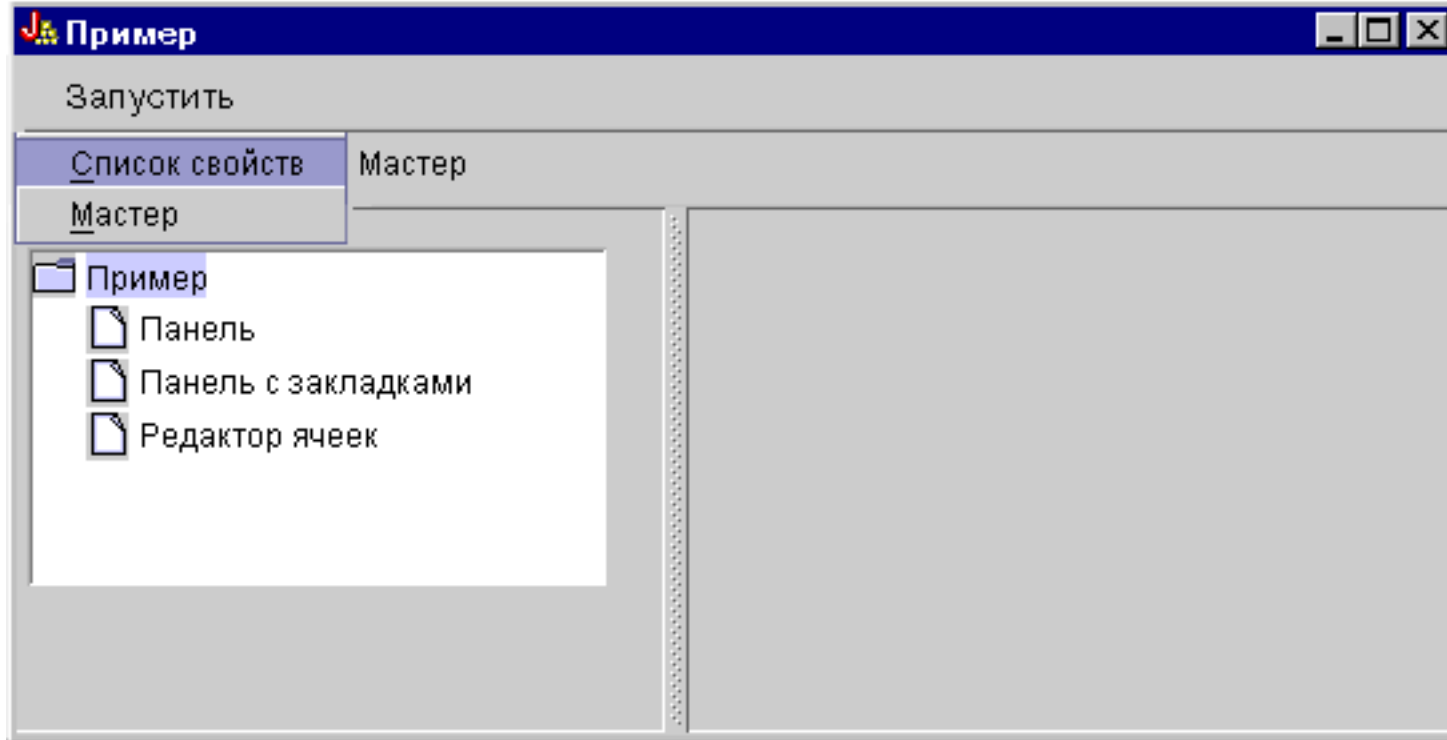 Пример
Запустить
Список свойств Мастер
Мастер
Пример
Панель
Панель с закладками
Редактор ячеек